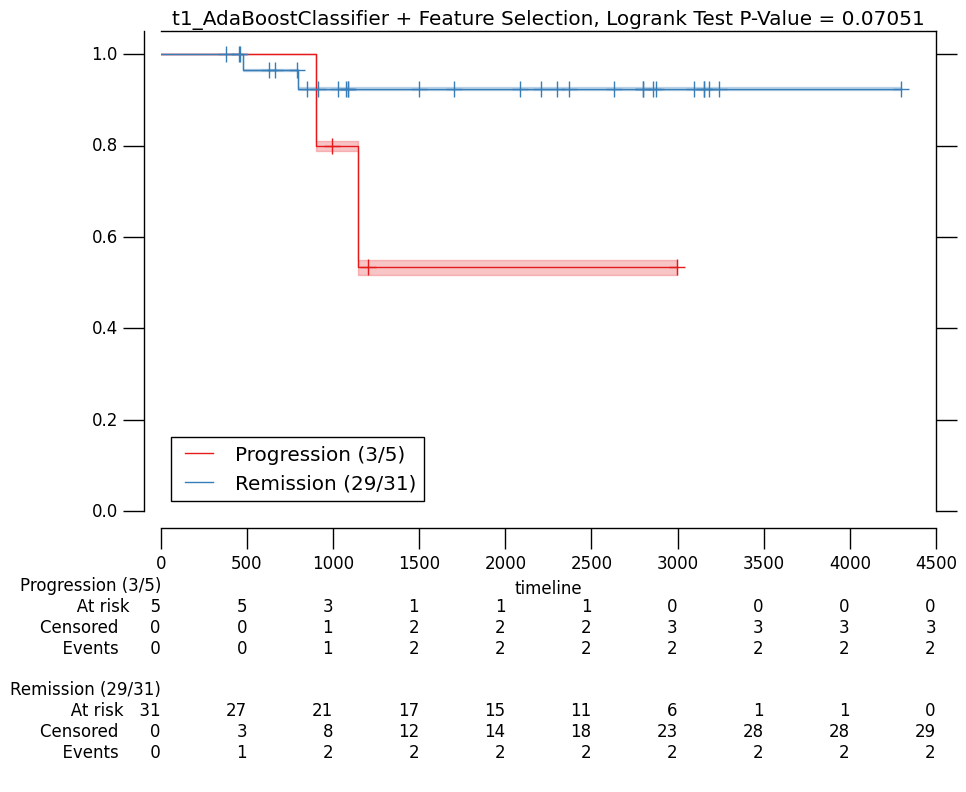 t1_AdaBoostClassifier + Feature Selection, Logrank Test P-Value = 0.07051
1.0
0.8
0.6
0.4
0.2
0.0
Progression (3/5)
Remission (29/31)
0 500 1000 1500 2000 2500 3000 3500 4000 4500
timeline
Progression (3/5)
At risk 5 5 3 1 1 1 0 0 0 0
Censored 0 0 1 2 2 2 3 3 3 3
Events 0 0 1 2 2 2 2 2 2 2
Remission (29/31)
At risk 31 27 21 17 15 11 6 1 1 0
Censored 0 3 8 12 14 18 23 28 28 29
Events 0 1 2 2 2 2 2 2 2 2